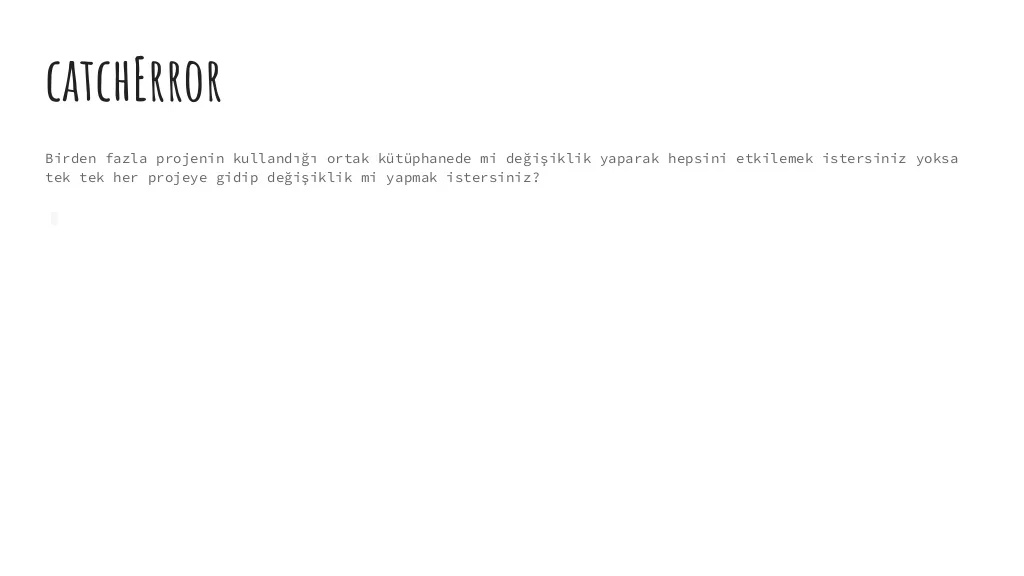 catchError
Birden fazla projenin kullandığı ortak kütüphanede mi değişiklik yaparak hepsini etkilemek istersiniz yoksa
tek tek her projeye gidip değişiklik mi yapmak istersiniz?